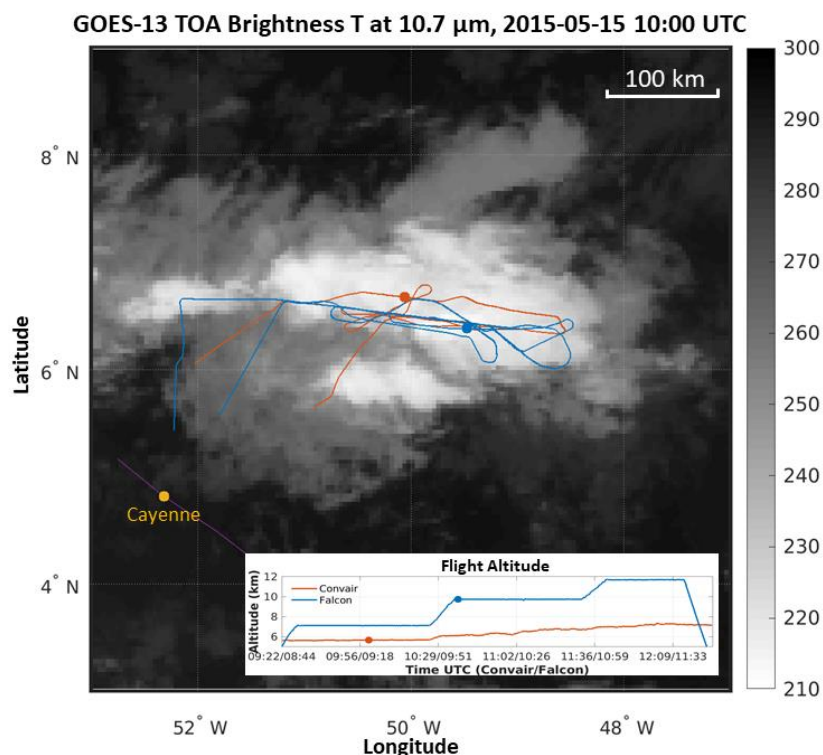 GOES-13 TOA Brightness T at 10.7 µm, 2015-05-15 10:00 UTC
100 km
300
290
280
270
260
250
240
230
220
210
8° N
6° N
4° N
Latitude
Cayenne
Flight Altitude
Convair
Falcon
12
10
8
6
Altitude (km)
09:22/08:44 09:56/09:18 10:29/09:51 11:02/10:26 11:36/10:59 12:09/11:33
Time UTC (Convair/Falcon)
52° W 50° W 48° W
Longitude